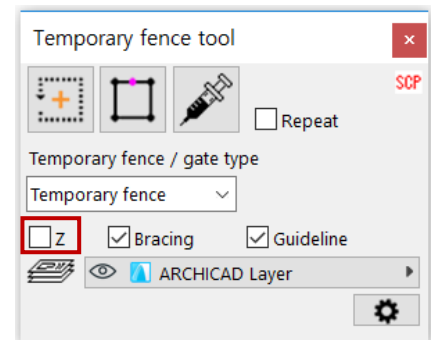 Temporary fence tool
SCP
Repeat
Temporary fence / gate type
Temporary fence
Z Bracing Guideline
ARCHICAD Layer